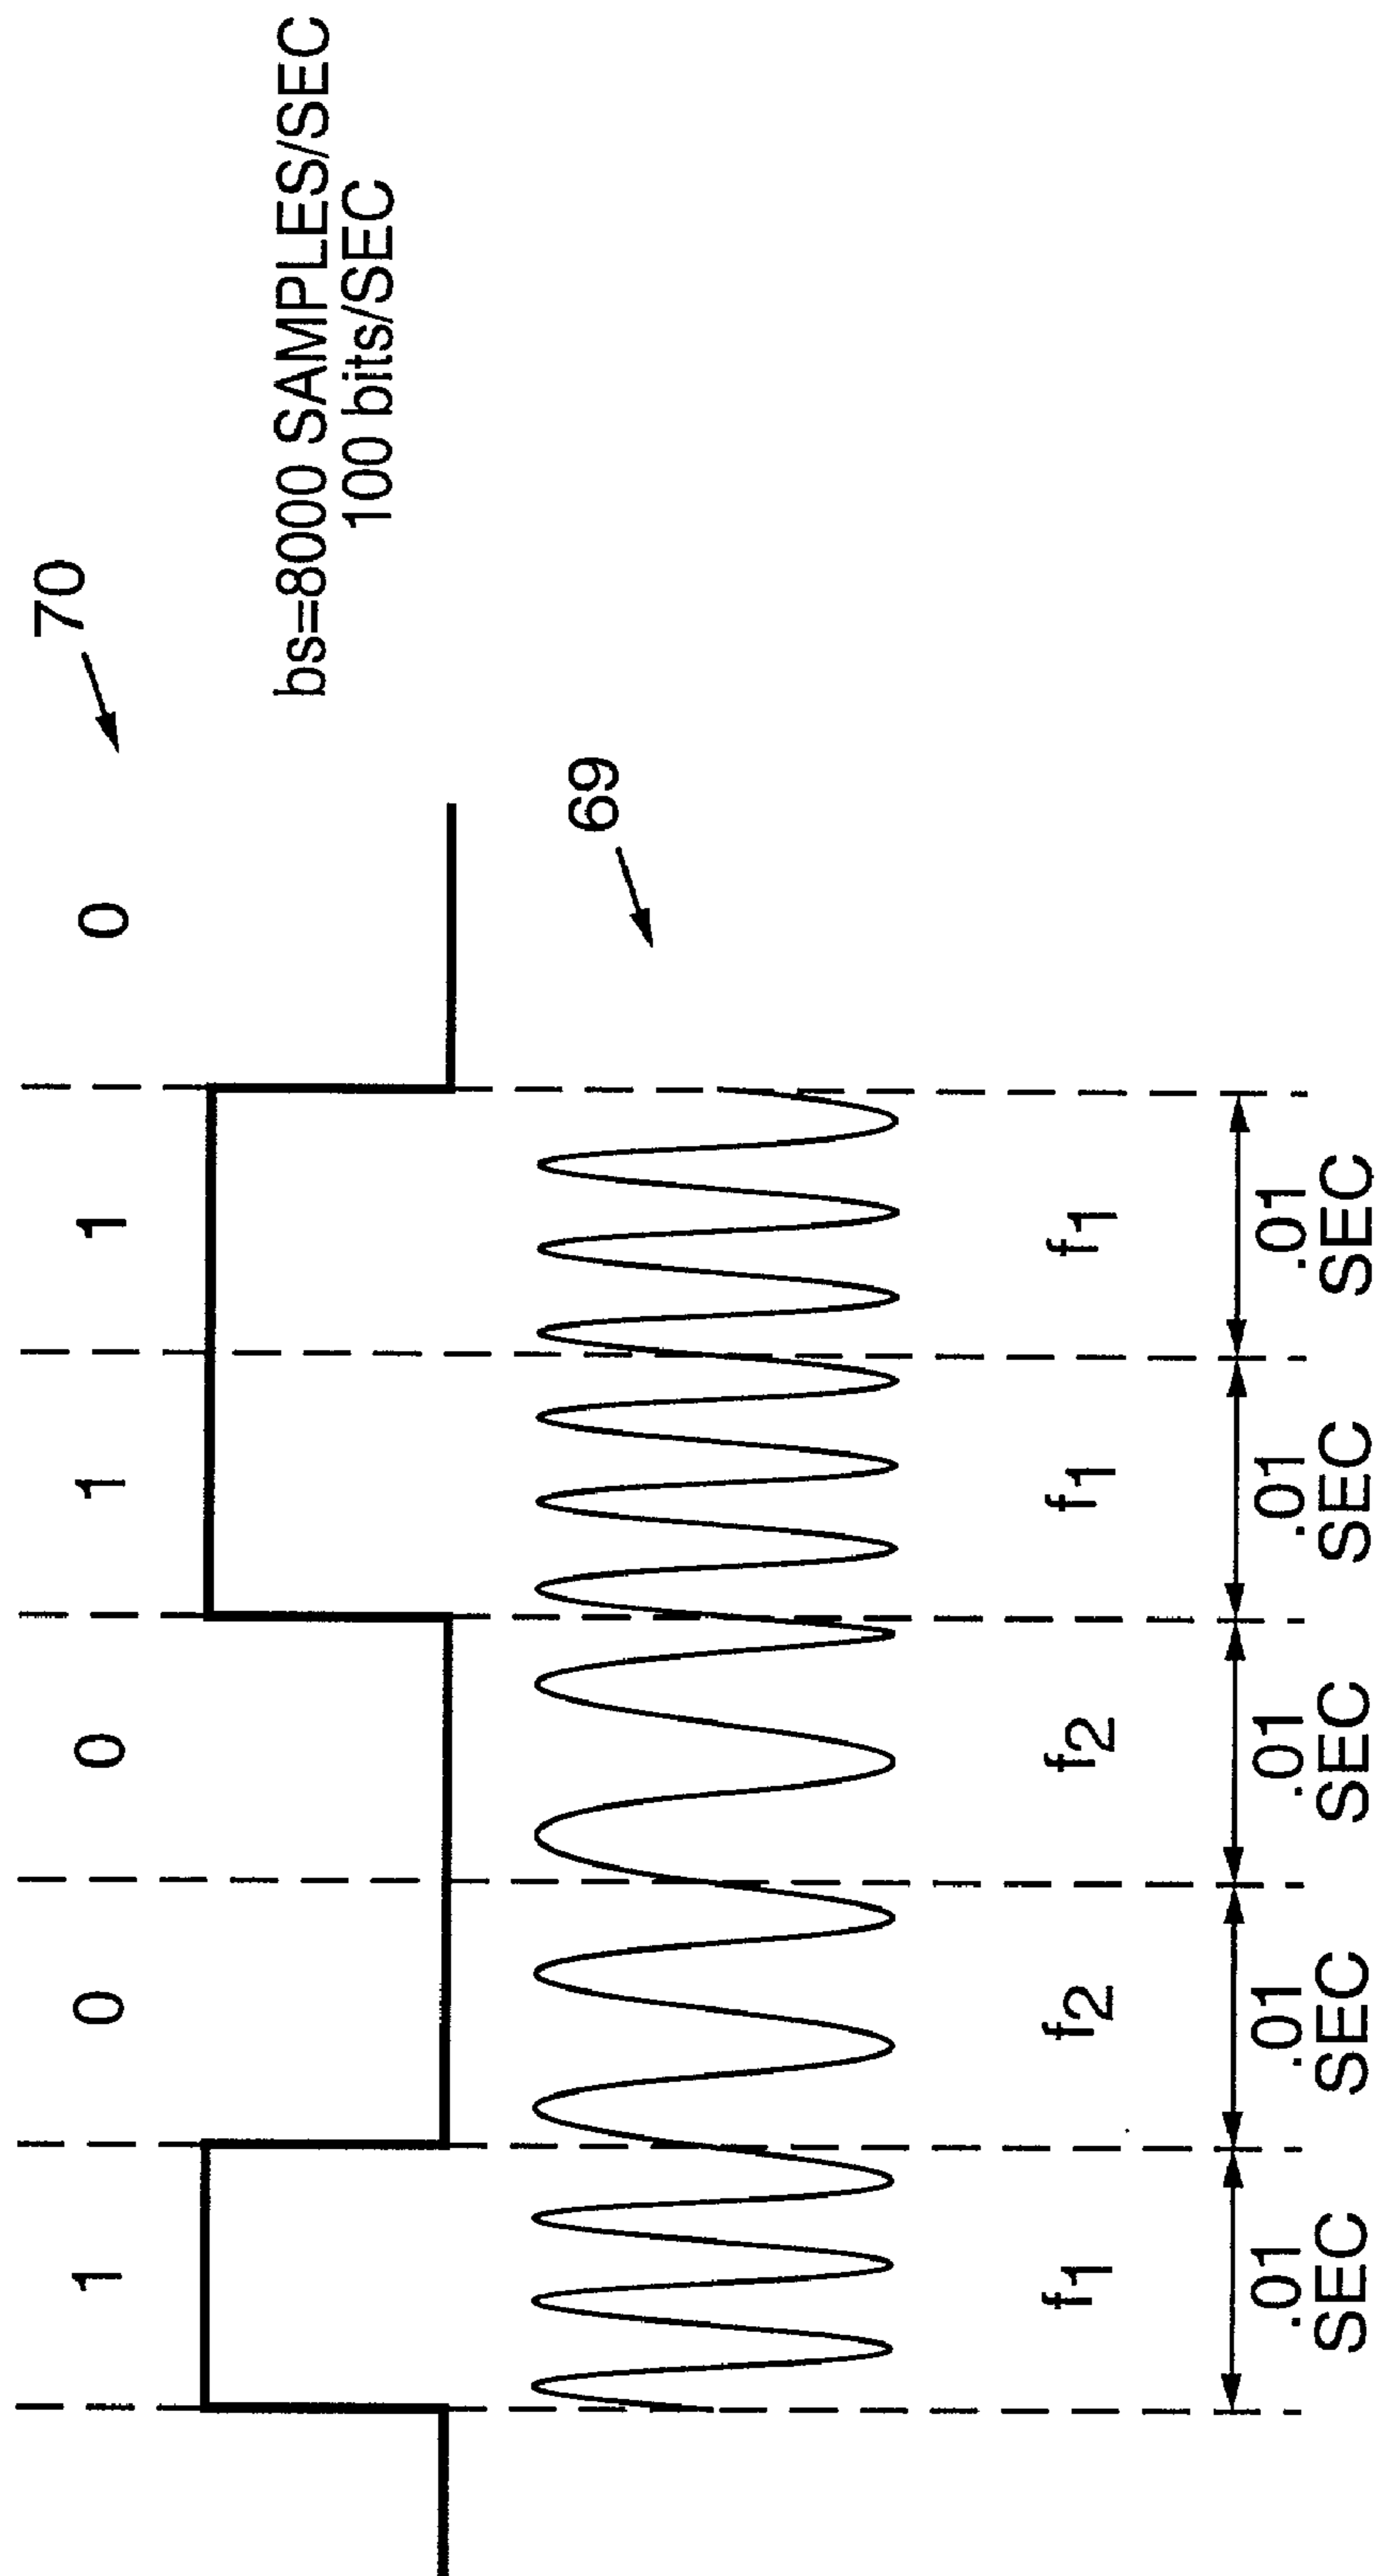 70
1 0 0 1 1 0
bs=8000 SAMPLES/SEC
100 bits/SEC
69
f1 f2 f2 f1 f1
.01 .01 .01 .01 .01
SEC SEC SEC SEC SEC